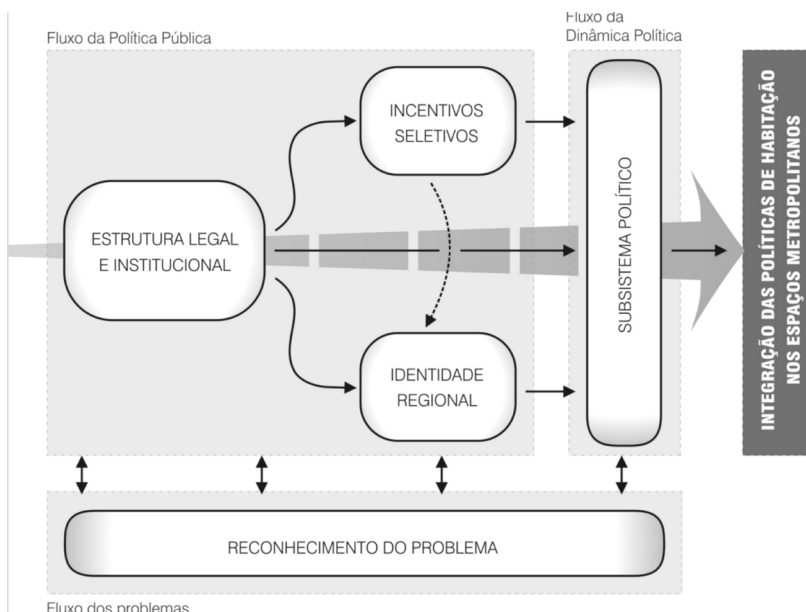 Fluxo da Política Pública
Fluxo da
Dinâmica Política
INCENTIVOS
SELETIVOS
ESTRUTURA LEGAL
E INSTITUCIONAL
IDENTIDADE
REGIONAL
SUBSISTEMA POLÍTICO
INTEGRAÇÃO DAS POLÍTICAS DE HABITAÇÃO
NOS ESPAÇOS METROPOLITANOS
RECONHECIMENTO DO PROBLEMA
Fluxo dos problemas